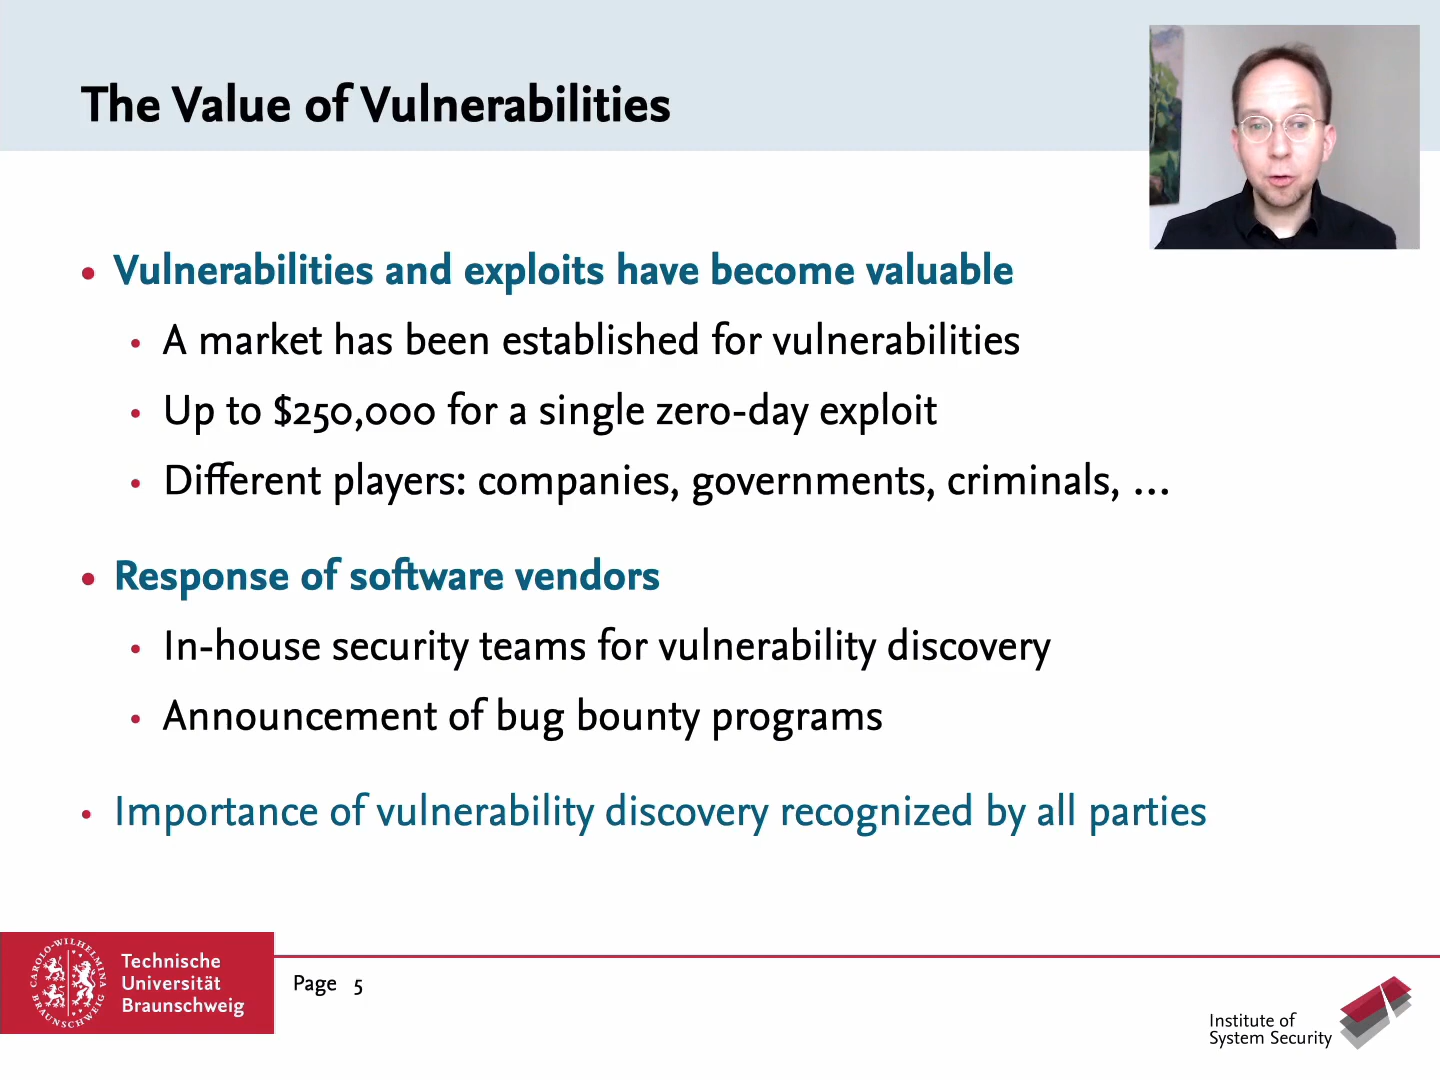 The Value of Vulnerabilities
• Vulnerabilities and exploits have become valuable
• A market has been established for vulnerabilities
• Up to $250,000 for a single zero-day exploit
• Different players: companies, governments, criminals, ...
• Response of software vendors
• In-house security teams for vulnerability discovery
• Announcement of bug bounty programs
• Importance of vulnerability discovery recognized by all parties
CAROLO-WILHELMINA
BRAUNSCHWEIG
Technische
Universität
Braunschweig
Page 5
Institute of
System Security